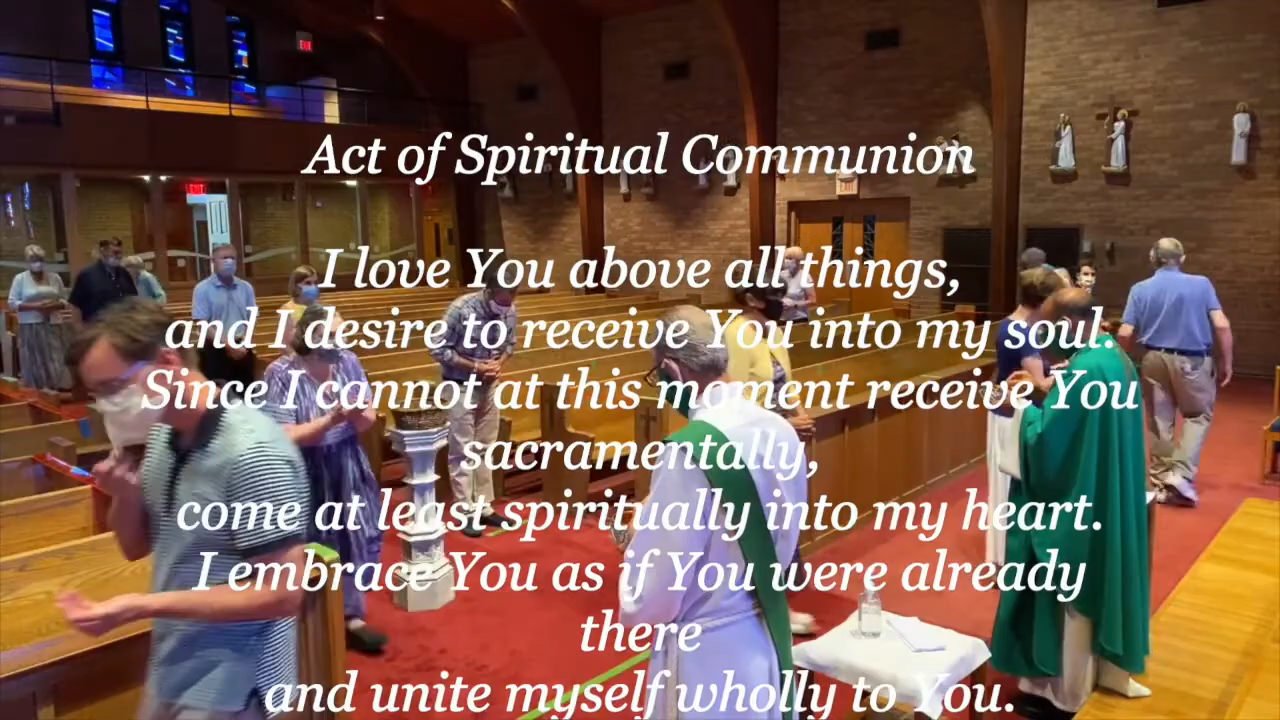 Act of Spiritual Communion
I love You above all things,
and I desire to receive You into my soul.
Since I cannot at this moment receive You
sacramentally,
come at least spiritually into my heart.
I embrace You as if You were already
there
and unite myself wholly to You.
EXIT